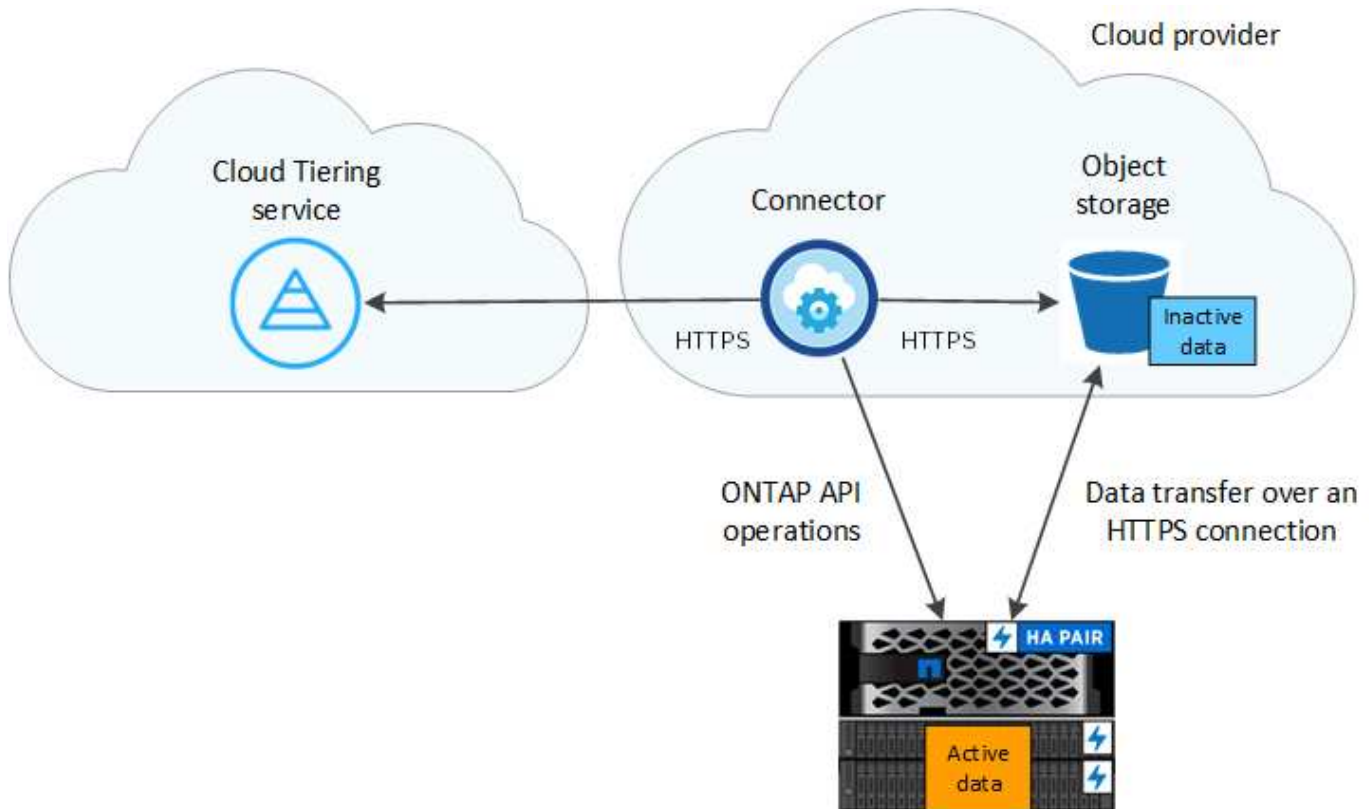 Cloud provider
Cloud Tiering
service
Connector
Object
storage
Inactive
data
HTTPS
HTTPS
ONTAP API
operations
Data transfer over an
HTTPS connection
HA PAIR
Active
data